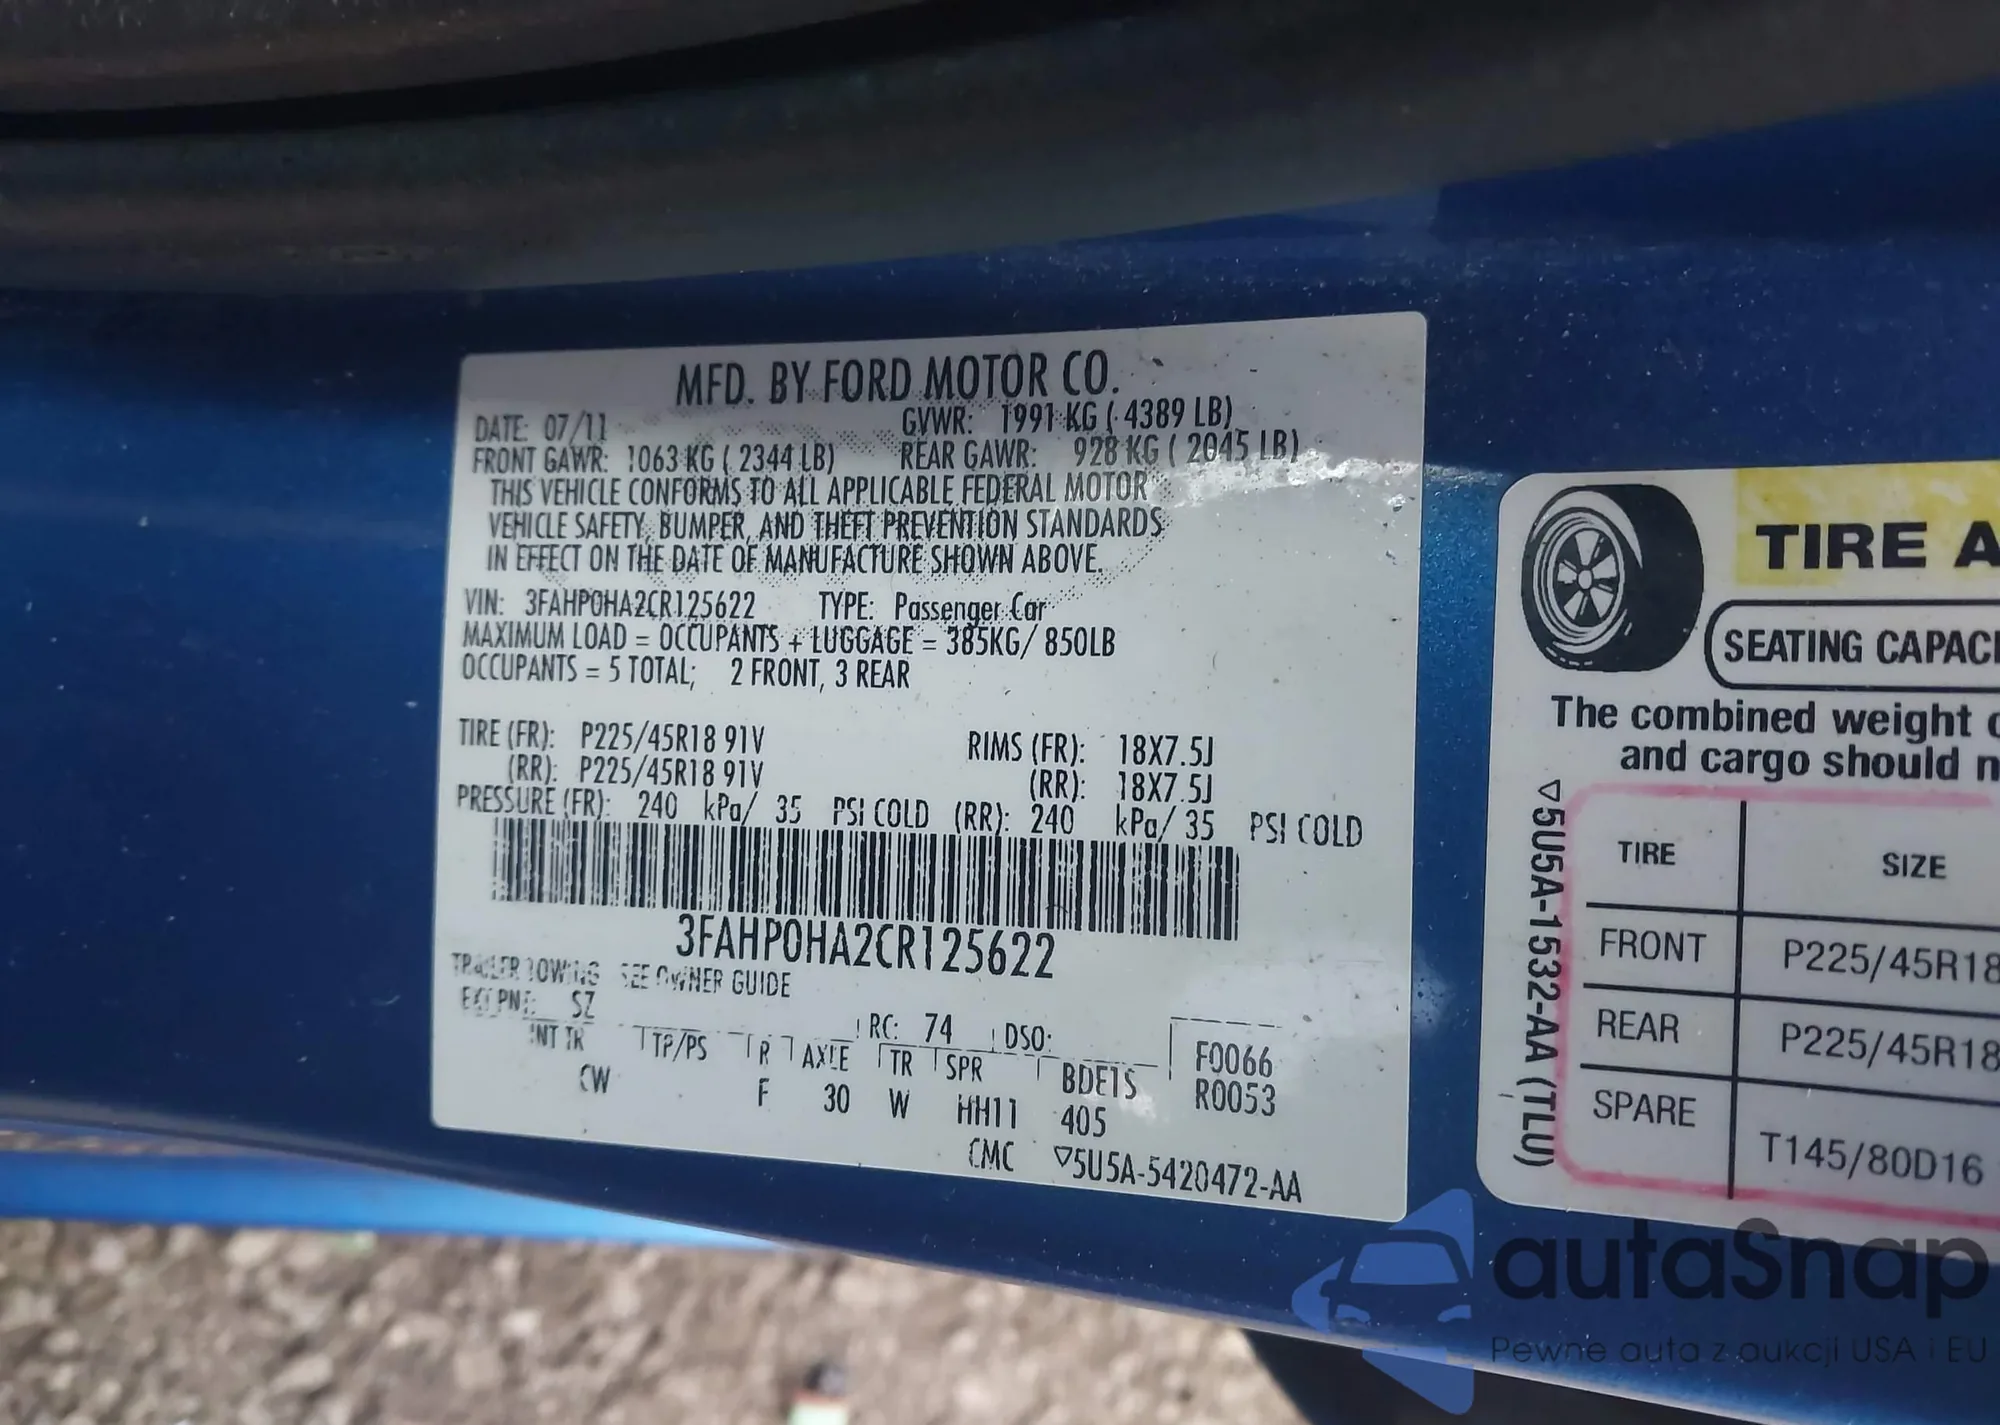 MFD. BY FORD MOTOR CO.
DATE: 07/11 GVWR: 1991 KG ( 4389 LB)
FRONT GAWR: 1063 KG ( 2344 LB) REAR GAWR: 928 KG ( 2045 LB)
THIS VEHICLE CONFORMS TO ALL APPLICABLE FEDERAL MOTOR
VEHICLE SAFETY, BUMPER, AND THEFT PREVENTION STANDARDS
IN EFFECT ON THE DATE OF MANUFACTURE SHOWN ABOVE.
VIN: 3FAHP0HA2CR125622 TYPE: Passenger Car
MAXIMUM LOAD = OCCUPANTS + LUGGAGE = 385KG/ 850LB
OCCUPANTS = 5 TOTAL; 2 FRONT, 3 REAR
TIRE (FR): P225/45R18 91V RIMS (FR): 18X7.5J
(RR): P225/45R18 91V (RR): 18X7.5J
PRESSURE (FR): 240 kPa/ 35 PSI COLD (RR): 240 kPa/ 35 PSI COLD
3FAHP0HA2CR125622
TRAILER TOWING SEE OWNER GUIDE
EXT PNT: SZ RC: 74 DSO:
INT TR TP/PS R AXLE TR SPR BDETS F0066
CW F 30 W HH11 405 R0053
CMC ▽5U5A-5420472-AA
TIRE A
SEATING CAPACI
The combined weight
and cargo should n
TIRE SIZE
FRONT P225/45R18
REAR P225/45R18
SPARE T145/80D16
▽5U5A-1532-AA (TLU)
autaSnap
Pewne auta z aukcji USA i EU